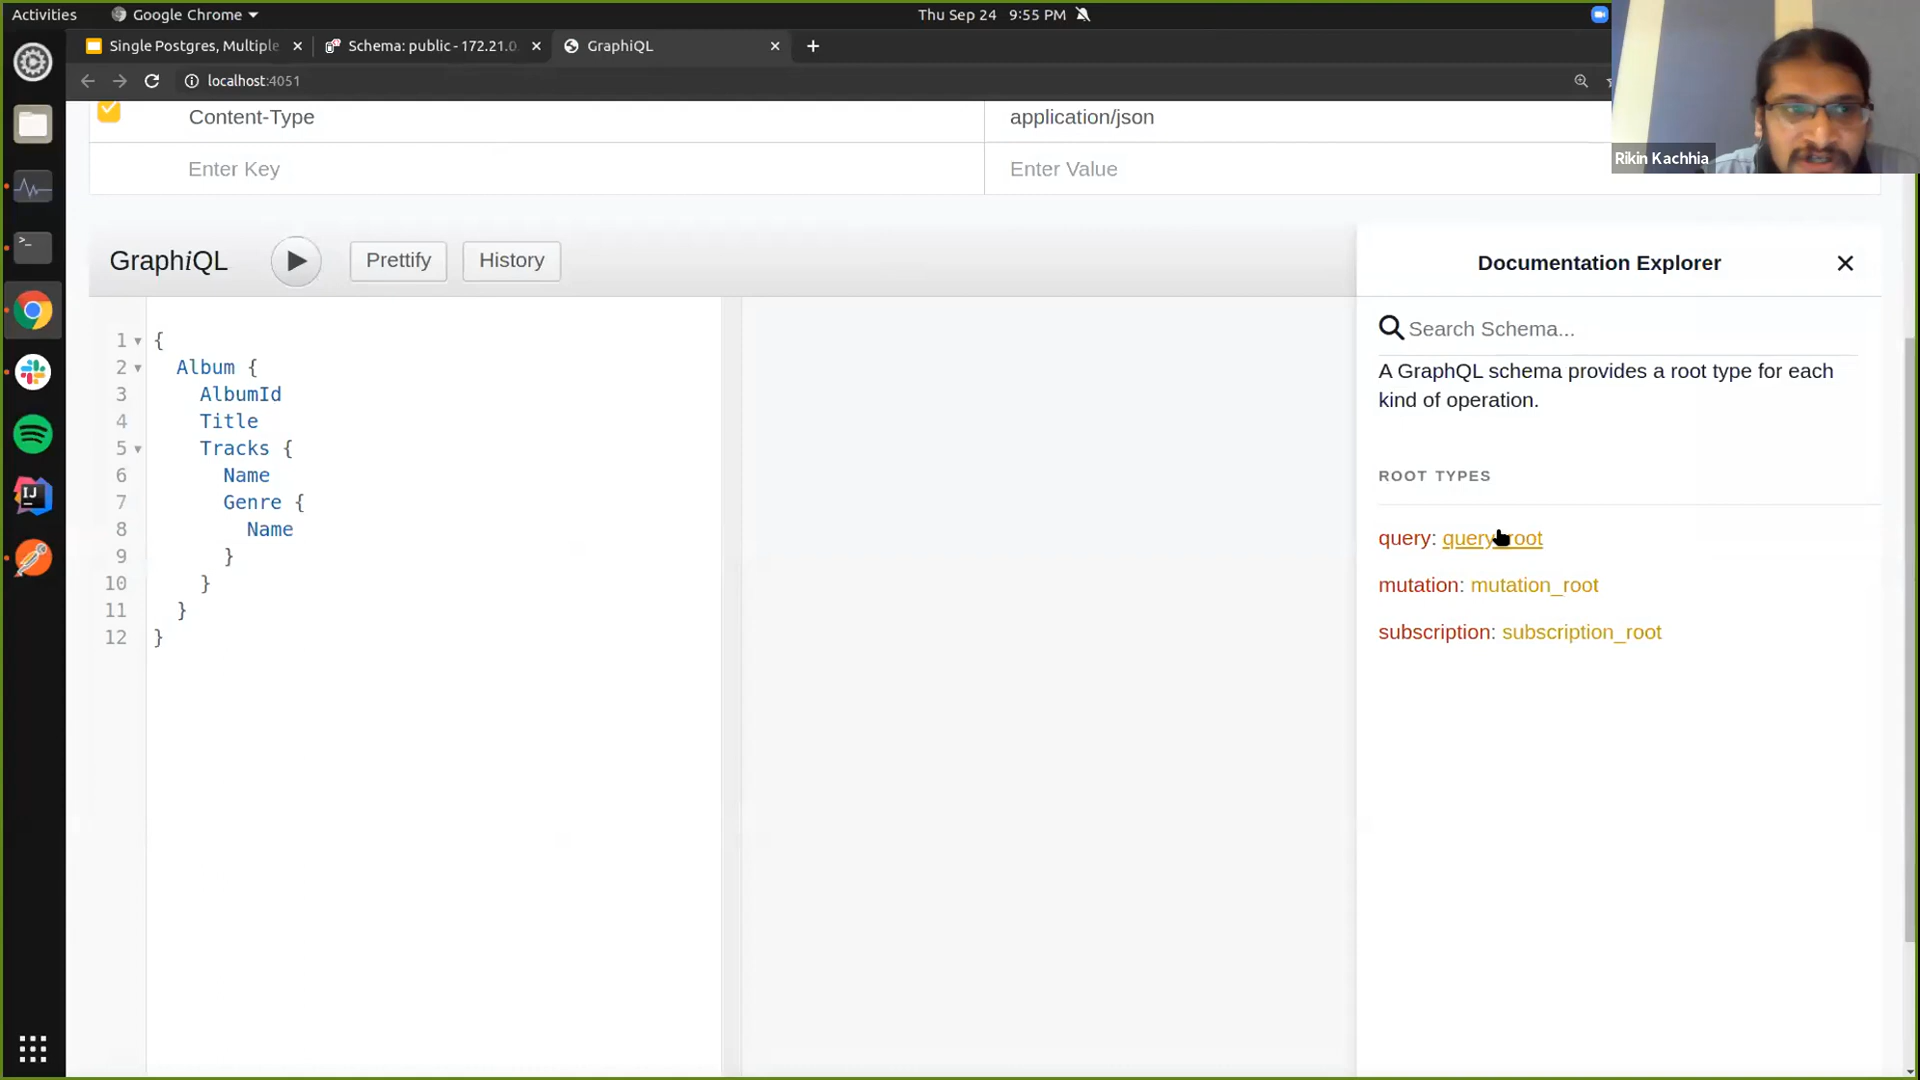 Activities
Google Chrome
Thu Sep 24 9:55 PM
Single Postgres, Multiple
Schema: public - 172.21.0.
GraphiQL
localhost:4051
Content-Type
application/json
Enter Key
Enter Value
Rikin Kachhia
GraphiQL
Prettify
History
Documentation Explorer
Search Schema...
A GraphQL schema provides a root type for each
kind of operation.
ROOT TYPES
query: query_root
mutation: mutation_root
subscription: subscription_root
1 {
2 Album {
3 AlbumId
4 Title
5 Tracks {
6 Name
7 Genre {
8 Name
9 }
10 }
11 }
12 }
IJ